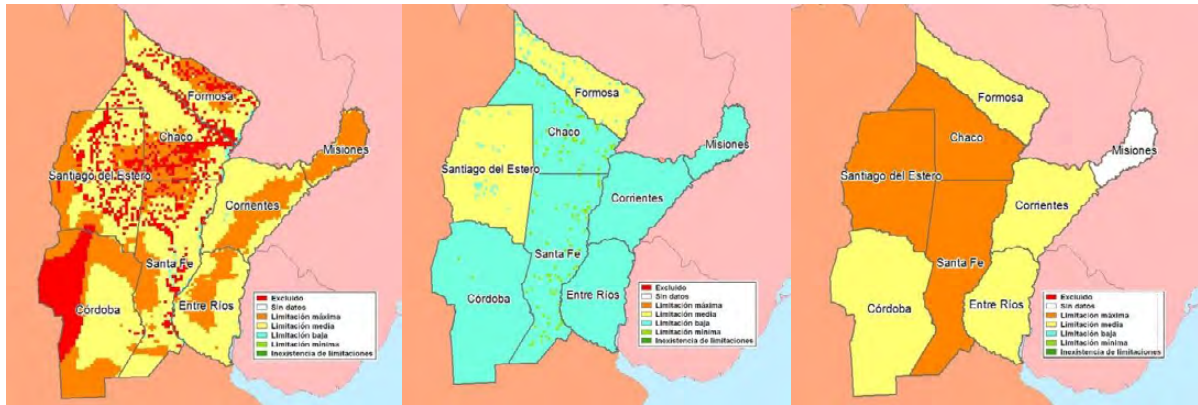 Formosa
Chaco
Misiones
Santiago del Estero
Corrientes
Santa Fe
Córdoba
Entre Ríos
Excluido
Sin datos
Limitación máxima
Limitación media
Limitación baja
Limitación mínima
Inexistencia de limitaciones
Formosa
Chaco
Misiones
Santiago del Estero
Corrientes
Santa Fe
Córdoba
Entre Ríos
Excluido
Sin datos
Limitación máxima
Limitación media
Limitación baja
Limitación mínima
Inexistencia de limitaciones
Formosa
Chaco
Misiones
Santiago del Estero
Corrientes
Santa Fe
Córdoba
Entre Ríos
Excluido
Sin datos
Limitación máxima
Limitación media
Limitación baja
Limitación mínima
Inexistencia de limitaciones